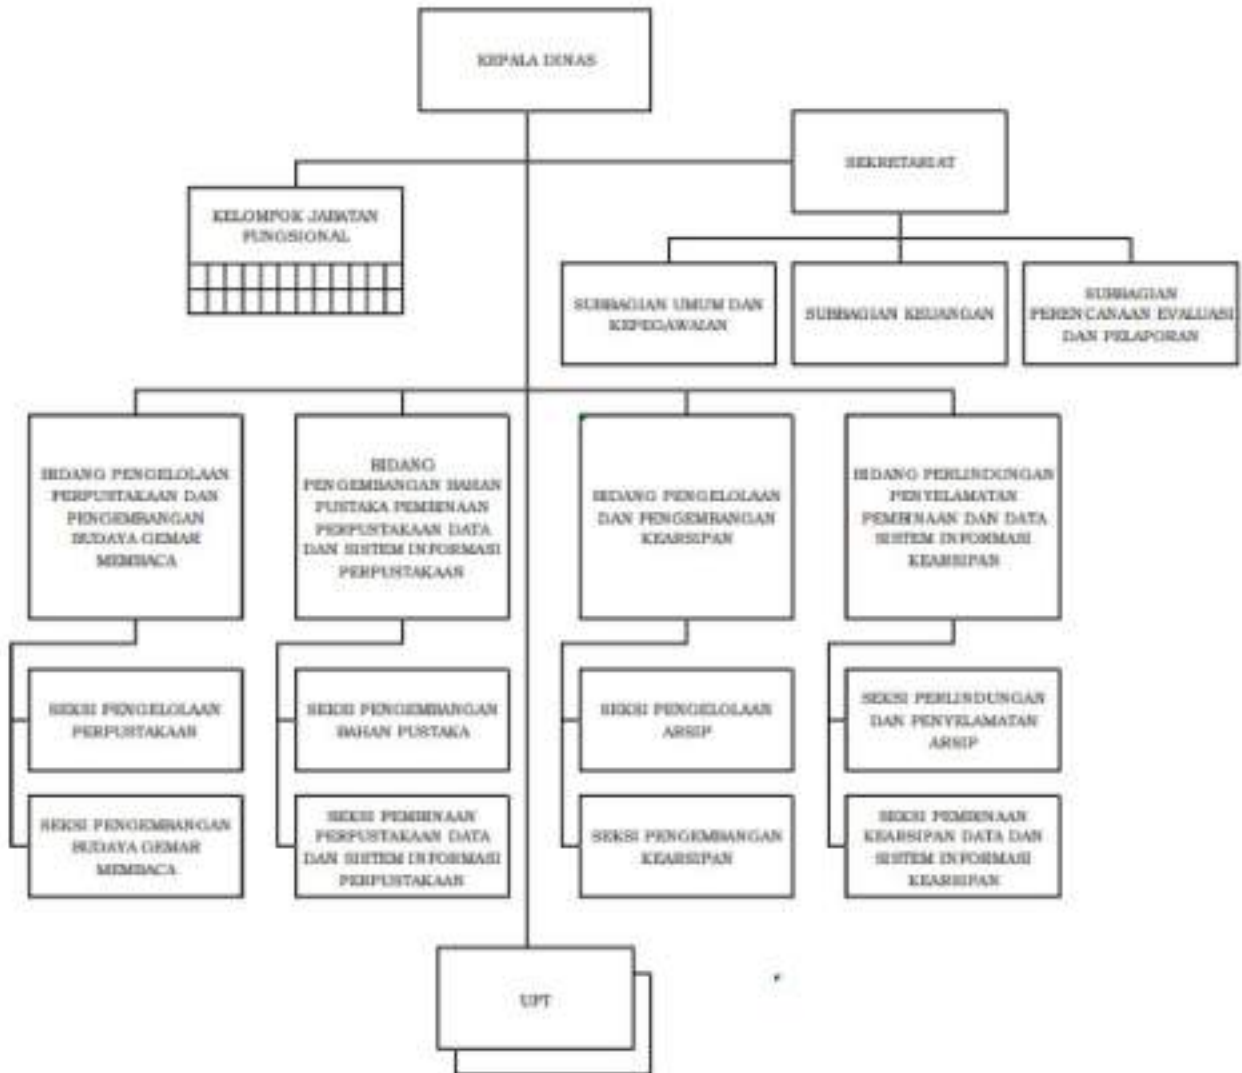 KEPALA DINAS
SEKRETARIAT
KELOMPOK JABATAN
FUNGSIONAL
SUBBAGIAN UMUM DAN
KEPEGAWAIAN
SUBBAGIAN KEUANGAN
SUBBAGIAN
PERENCANAAN EVALUASI
DAN PELAPORAN
BIDANG PENGELOLAAN
PERPUSTAKAAN DAN
PENGEMBANGAN
BUDAYA GEMAR
MEMBACA
BIDANG
PENGEMBANGAN BAHAN
PUSTAKA PEMBINAAN
PERPUSTAKAAN DATA
DAN SISTEM INFORMASI
PERPUSTAKAAN
BIDANG PENGELOLAAN
DAN PENGEMBANGAN
KEARSIPAN
BIDANG PERLINDUNGAN
PENYELAMATAN
PEMBINAAN DAN DATA
SISTEM INFORMASI
KEARSIPAN
SEKSI PENGELOLAAN
PERPUSTAKAAN
SEKSI PENGEMBANGAN
BAHAN PUSTAKA
SEKSI PENGELOLAAN
ARSIP
SEKSI PERLINDUNGAN
DAN PENYELAMATAN
ARSIP
SEKSI PENGEMBANGAN
BUDAYA GEMAR
MEMBACA
SEKSI PEMBINAAN
PERPUSTAKAAN DATA
DAN SISTEM INFORMASI
PERPUSTAKAAN
SEKSI PENGEMBANGAN
KEARSIPAN
SEKSI PEMBINAAN
KEARSIPAN DATA DAN
SISTEM INFORMASI
KEARSIPAN
UPT